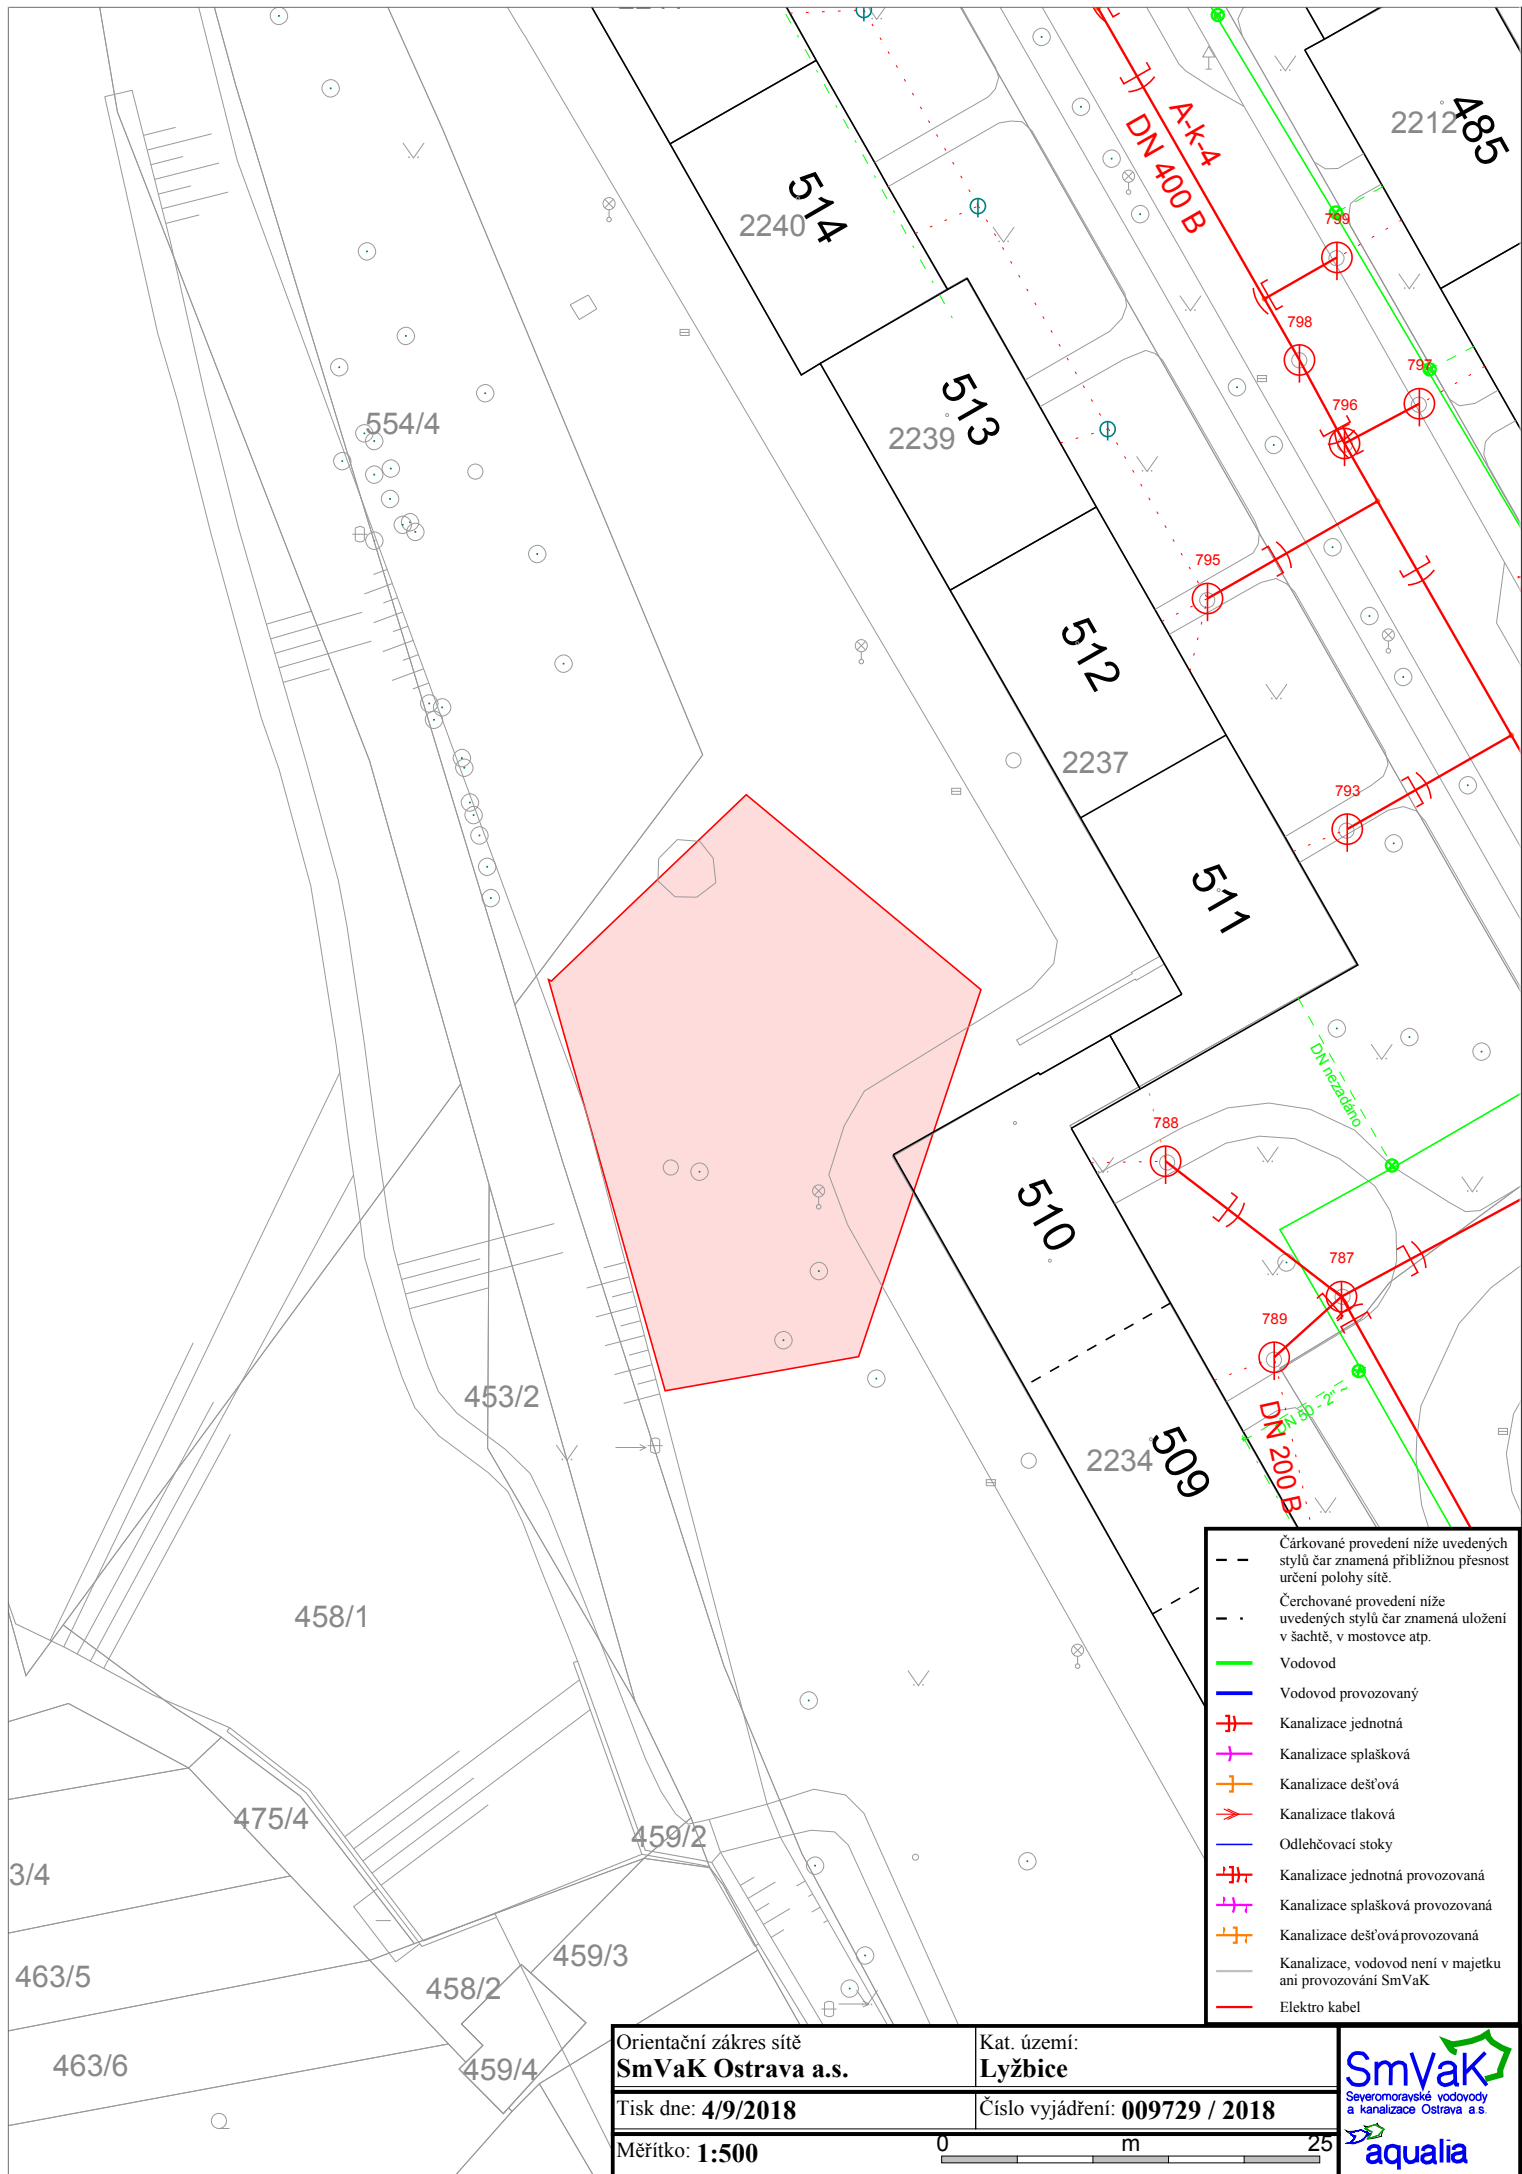 A-k-4
DN 400 B
2212
485
514
2240
799
798
797
796
513
2239
554/4
795
512
2237
793
511
DN nezadáno
788
510
787
789
453/2
DN 50 - 2"
DN 200 B
509
2234
458/1
475/4
459/2
3/4
459/3
463/5
458/2
463/6
459/4
Čárkované provedení níže uvedených
stylů čar znamená přibližnou přesnost
určení polohy sítě.
Čerchované provedení níže
uvedených stylů čar znamená uložení
v šachtě, v mostovce atp.
Vodovod
Vodovod provozovaný
Kanalizace jednotná
Kanalizace splašková
Kanalizace dešťová
Kanalizace tlaková
Odlehčovací stoky
Kanalizace jednotná provozovaná
Kanalizace splašková provozovaná
Kanalizace dešťová provozovaná
Kanalizace, vodovod není v majetku
ani provozování SmVaK
Elektro kabel
Orientační zákres sítě
SmVaK Ostrava a.s.
Kat. území:
Lyžbice
Tisk dne: 4/9/2018
Číslo vyjádření: 009729 / 2018
Měřítko: 1:500
0 m 25
SmVaK
Severomoravské vodovody
a kanalizace Ostrava a.s.
aqualia